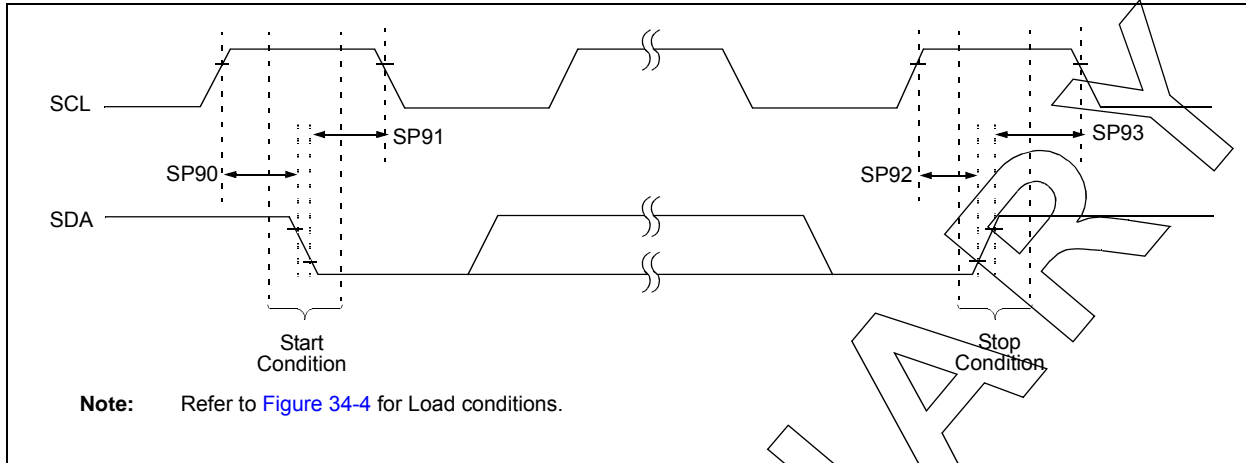 SCL
SP91
SP93
SP90
SP92
SDA
Start
Condition
Stop
Condition
Note: Refer to Figure 34-4 for Load conditions.